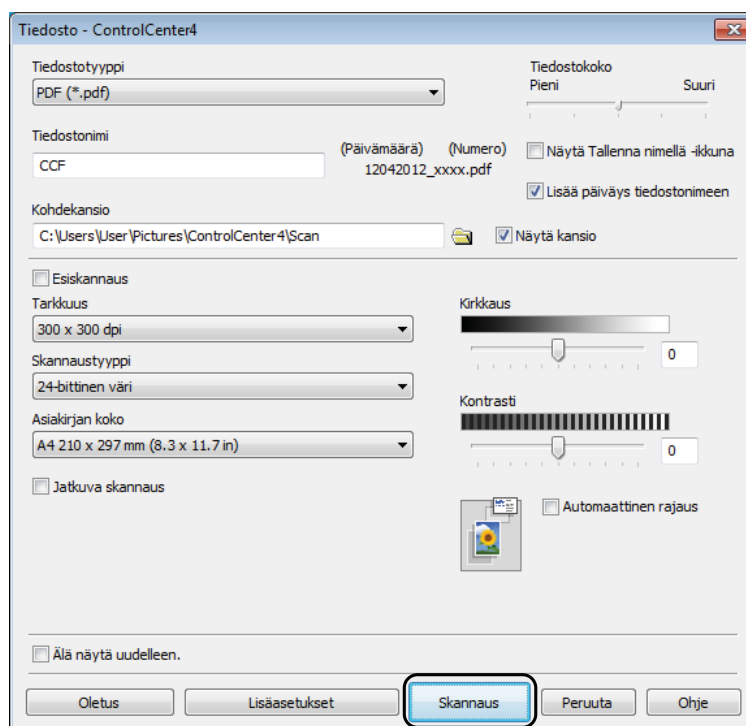 Tiedosto - ControlCenter4
Tiedostotyyppi
PDF (*.pdf)
Tiedostokoko
Pieni Suuri
Tiedostonimi
CCF
(Päivämäärä) (Numero)
12042012_xxxx.pdf
Näytä Tallenna nimellä -ikkuna
Lisää päiväys tiedostonimeen
Kohdekansio
C:\Users\User\Pictures\ControlCenter4\Scan
Näytä kansio
Esiskannaus
Tarkkuus
300 x 300 dpi
Skannaustyyppi
24-bittinen väri
Asiakirjan koko
A4 210 x 297 mm (8.3 x 11.7 in)
Jatkuva skannaus
Kirkkaus
0
Kontrasti
0
Automaattinen rajaus
Älä näytä uudelleen.
Oletus Lisäasetukset Skannaus Peruuta Ohje